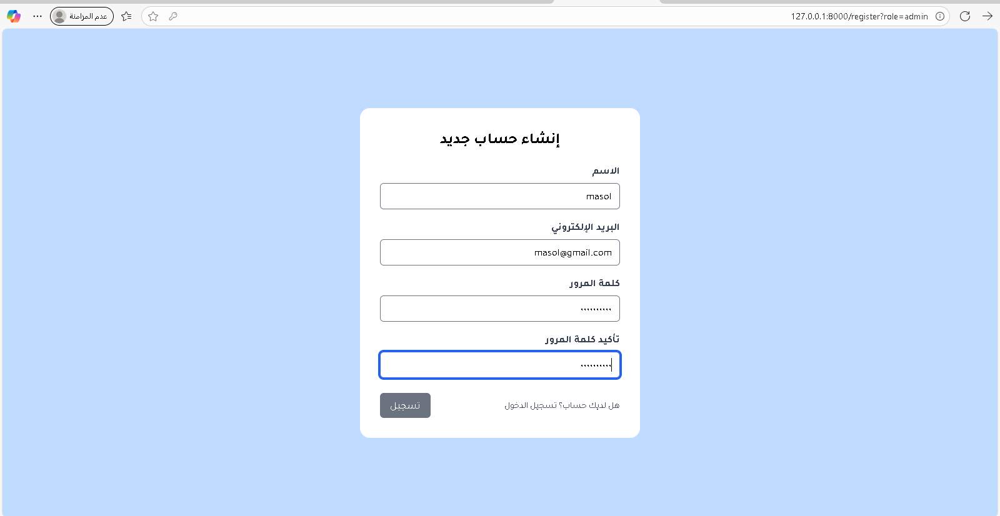 127.0.0.1:8000/register?role=admin
عدم المزامنة
إنشاء حساب جديد
الاسم
masol
البريد الإلكتروني
masol@gmail.com
كلمة المرور
تأكيد كلمة المرور
هل لديك حساب؟ تسجيل الدخول
تسجيل